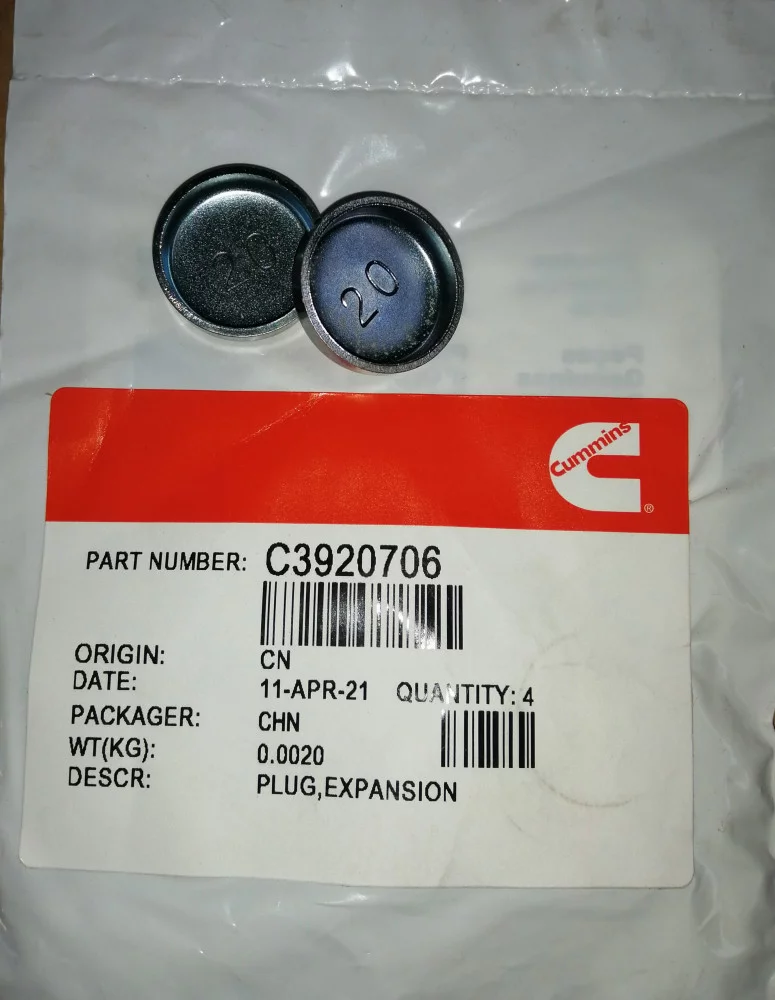 20
20
Cummins
®
PART NUMBER: C3920706
ORIGIN: CN
DATE: 11-APR-21 QUANTITY: 4
PACKAGER: CHN
WT(KG): 0.0020
DESCR: PLUG,EXPANSION